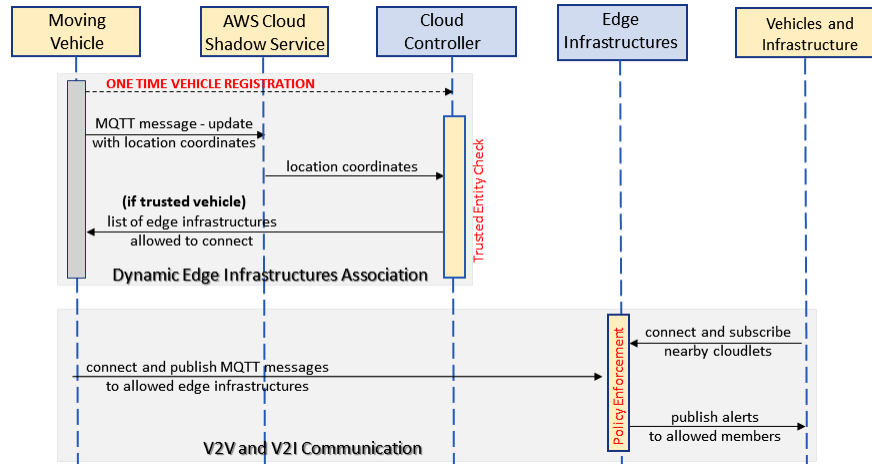 Moving
Vehicle
AWS Cloud
Shadow Service
Cloud
Controller
Edge
Infrastructures
Vehicles and
Infrastructure
ONE TIME VEHICLE REGISTRATION
MQTT message - update
with location coordinates
location coordinates
Trusted Entity Check
(if trusted vehicle)
list of edge infrastructures
allowed to connect
Dynamic Edge Infrastructures Association
connect and subscribe
nearby cloudlets
Policy Enforcement
connect and publish MQTT messages
to allowed edge infrastructures
publish alerts
to allowed members
V2V and V2I Communication